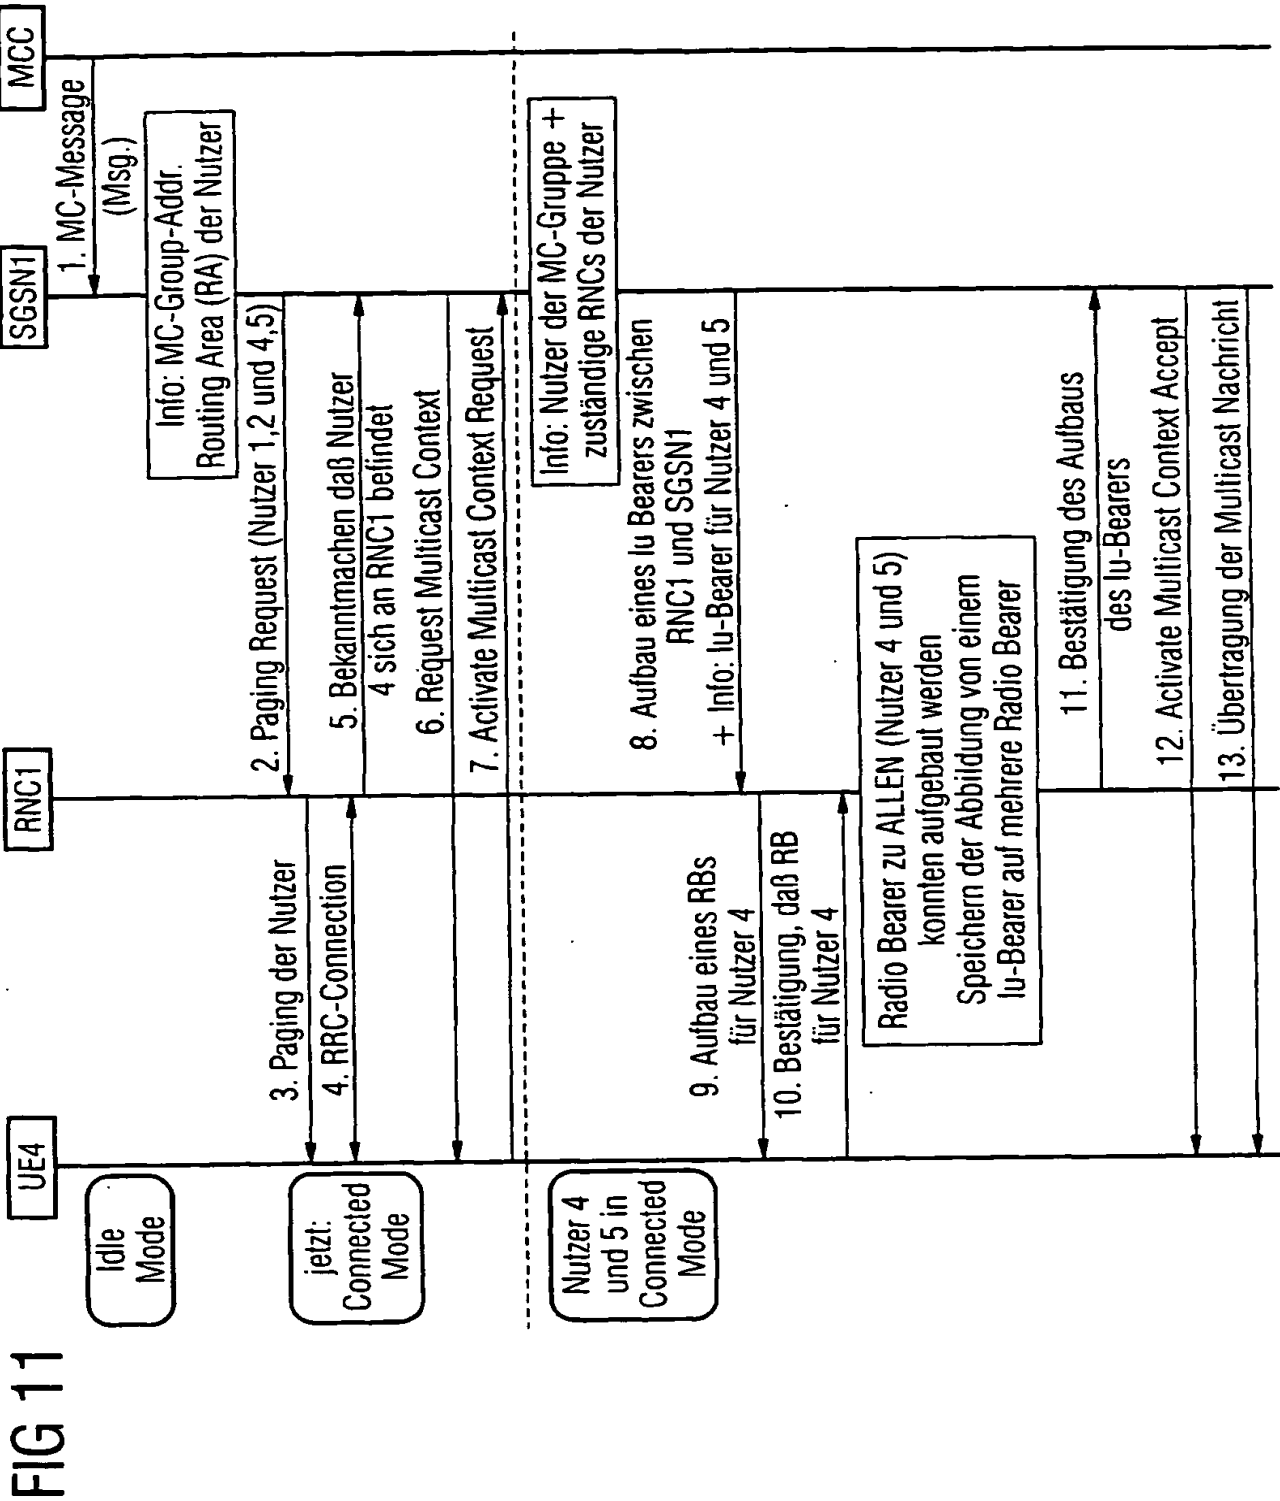 FIG 11
UE4
RNC1
SGSN1
MCC
Idle
Mode
1. MC-Message
(Msg.)
Info: MC-Group-Addr.
Routing Area (RA) der Nutzer
2. Paging Request (Nutzer 1,2 und 4,5)
3. Paging der Nutzer
jetzt:
Connected
Mode
4. RRC-Connection
5. Bekanntmachen daß Nutzer
4 sich an RNC1 befindet
6. Request Multicast Context
7. Activate Multicast Context Request
Nutzer 4
und 5 in
Connected
Mode
Info: Nutzer der MC-Gruppe +
zuständige RNCs der Nutzer
8. Aufbau eines Iu Bearers zwischen
RNC1 und SGSN1
+ Info: Iu-Bearer für Nutzer 4 und 5
9. Aufbau eines RBs
für Nutzer 4
10. Bestätigung, daß RB
für Nutzer 4
Radio Bearer zu ALLEN (Nutzer 4 und 5)
konnten aufgebaut werden
Speichern der Abbildung von einem
Iu-Bearer auf mehrere Radio Bearer
11. Bestätigung des Aufbaus
des Iu-Bearers
12. Activate Multicast Context Accept
13. Übertragung der Multicast Nachricht